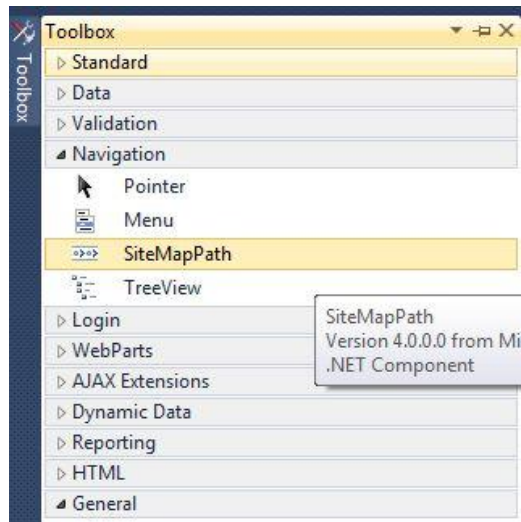 Toolbox
Toolbox
Standard
Data
Validation
Navigation
Pointer
Menu
SiteMapPath
TreeView
Login
WebParts
AJAX Extensions
Dynamic Data
Reporting
HTML
General
SiteMapPath
Version 4.0.0.0 from Mi
.NET Component